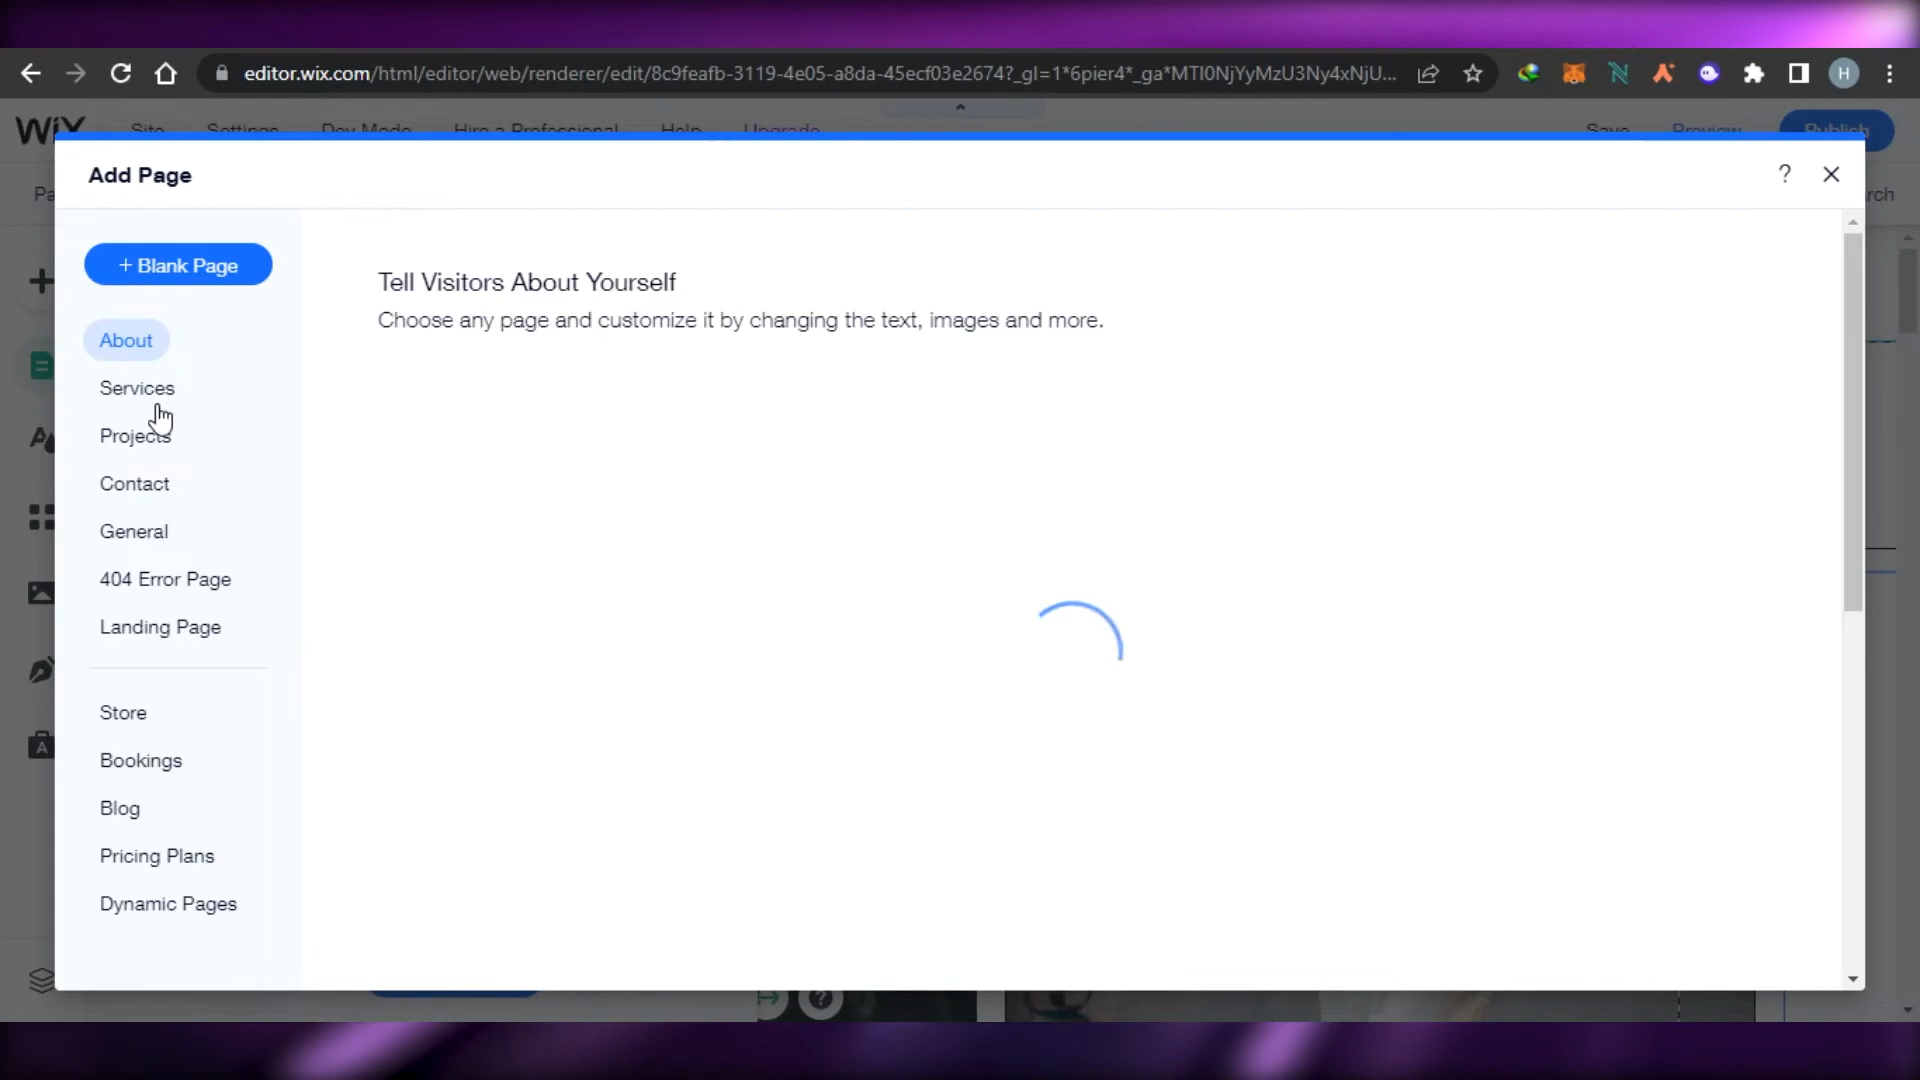 editor.wix.com/html/editor/web/renderer/edit/8c9feafb-3119-4e05-a8da-45ecf03e2674?_gl=1*6pier4*_ga*MTI0NjYyMzU3Ny4xNjU...
H
WiX Site Settings Dev Mode Hire a Professional Help Upgrade Save Preview Publish
Add Page
?
+ Blank Page
Tell Visitors About Yourself
Choose any page and customize it by changing the text, images and more.
About
Services
Projects
Contact
General
404 Error Page
Landing Page
Store
Bookings
Blog
Pricing Plans
Dynamic Pages